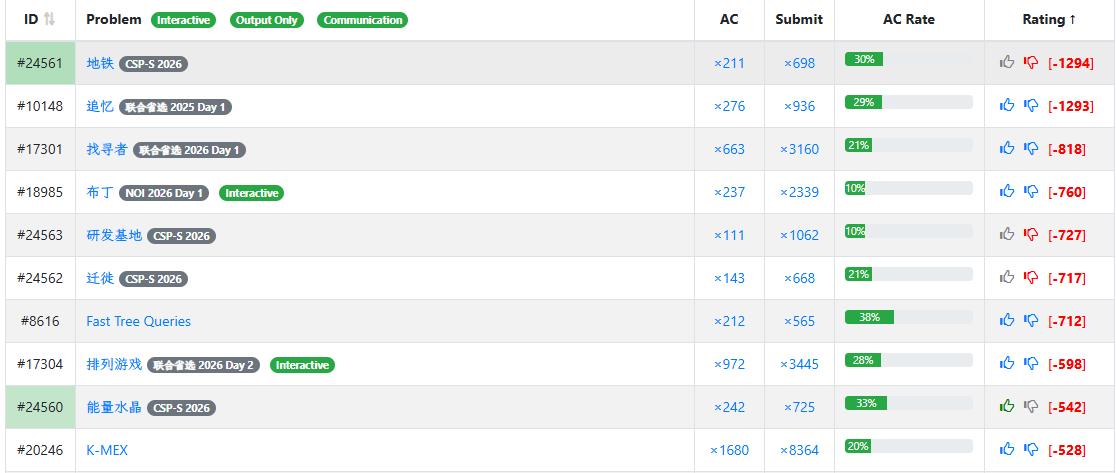 ID Problem Interactive Output Only Communication AC Submit AC Rate Rating ↑
#24561 地铁 CSP-S 2026 ×211 ×698 30% [-1294]
#10148 追忆 联合省选 2025 Day 1 ×276 ×936 29% [-1293]
#17301 找寻者 联合省选 2026 Day 1 ×663 ×3160 21% [-818]
#18985 布丁 NOI 2026 Day 1 Interactive ×237 ×2339 10% [-760]
#24563 研发基地 CSP-S 2026 ×111 ×1062 10% [-727]
#24562 迁徙 CSP-S 2026 ×143 ×668 21% [-717]
#8616 Fast Tree Queries ×212 ×565 38% [-712]
#17304 排列游戏 联合省选 2026 Day 2 Interactive ×972 ×3445 28% [-598]
#24560 能量水晶 CSP-S 2026 ×242 ×725 33% [-542]
#20246 K-MEX ×1680 ×8364 20% [-528]